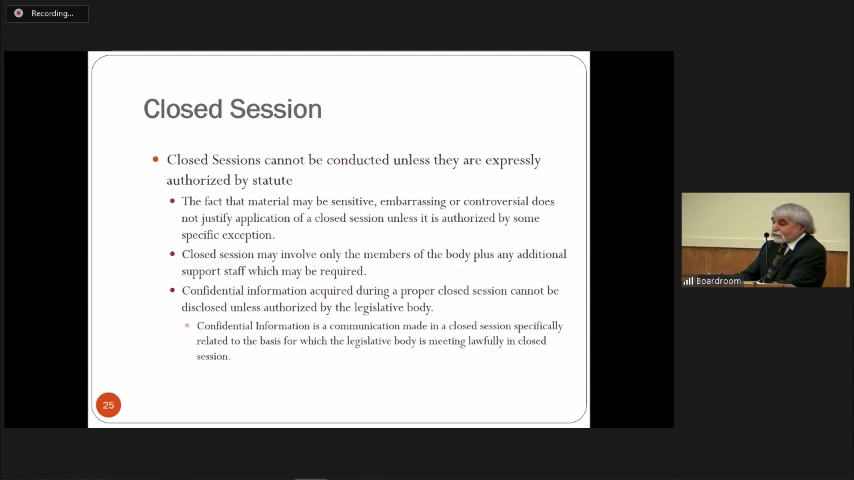 Recording...
Closed Session
Closed Sessions cannot be conducted unless they are expressly
authorized by statute
The fact that material may be sensitive, embarrassing or controversial does
not justify application of a closed session unless it is authorized by some
specific exception.
Closed session may involve only the members of the body plus any additional
support staff which may be required.
Confidential information acquired during a proper closed session cannot be
disclosed unless authorized by the legislative body.
Confidential Information is a communication made in a closed session specifically
related to the basis for which the legislative body is meeting lawfully in closed
session.
25
Boardroom